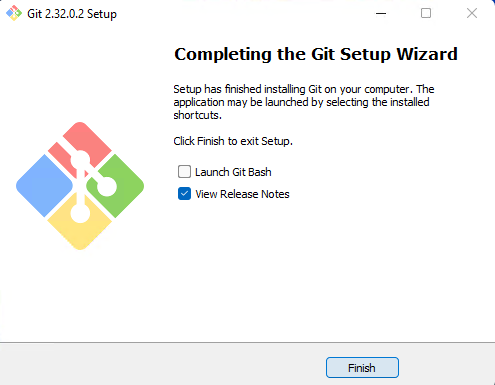 Git 2.32.0.2 Setup
Completing the Git Setup Wizard
Setup has finished installing Git on your computer. The
application may be launched by selecting the installed
shortcuts.
Click Finish to exit Setup.
Launch Git Bash
View Release Notes
Finish